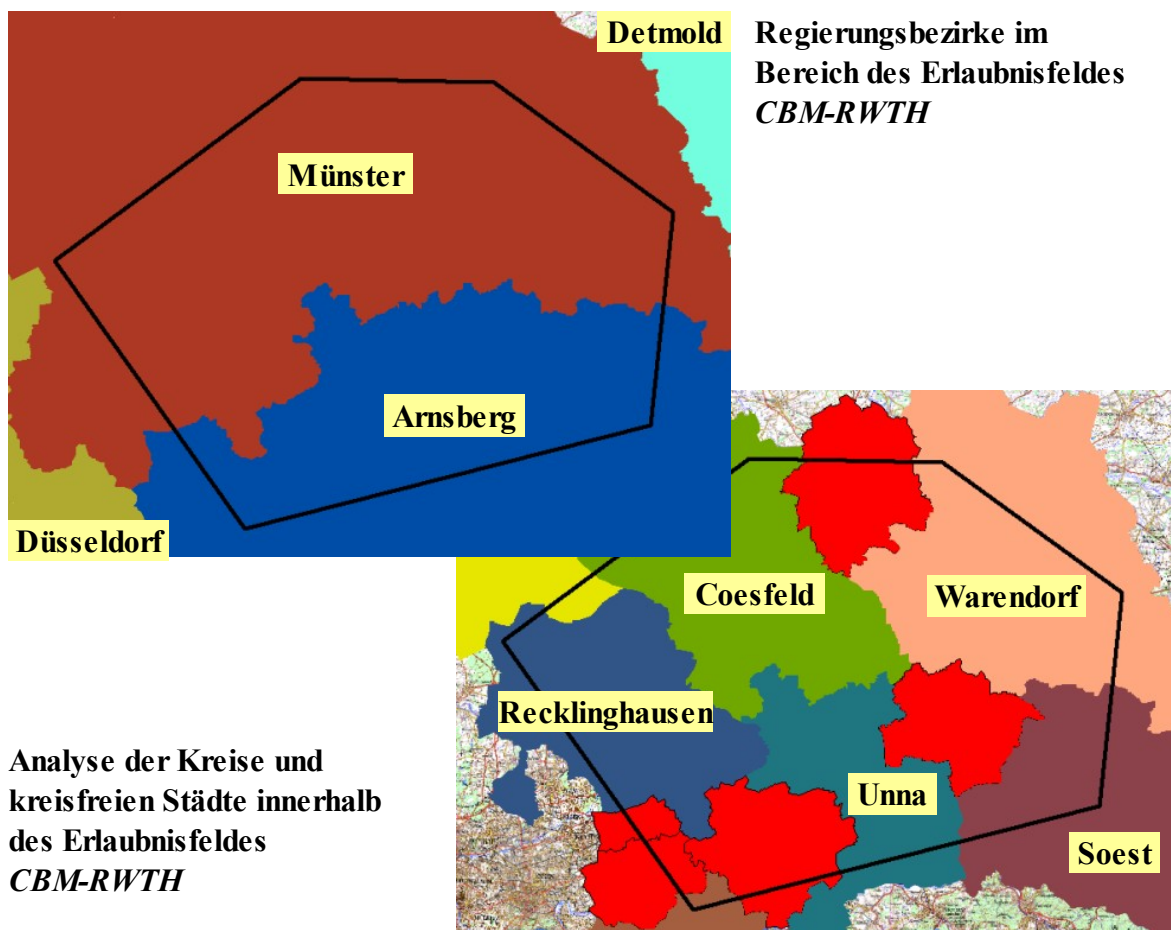 Detmold
Regierungsbezirke im
Bereich des Erlaubnisfeldes
CBM-RWTH
Münster
Arnsberg
Düsseldorf
Coesfeld
Warendorf
Recklinghausen
Unna
Soest
Analyse der Kreise und
kreisfreien Städte innerhalb
des Erlaubnisfeldes
CBM-RWTH